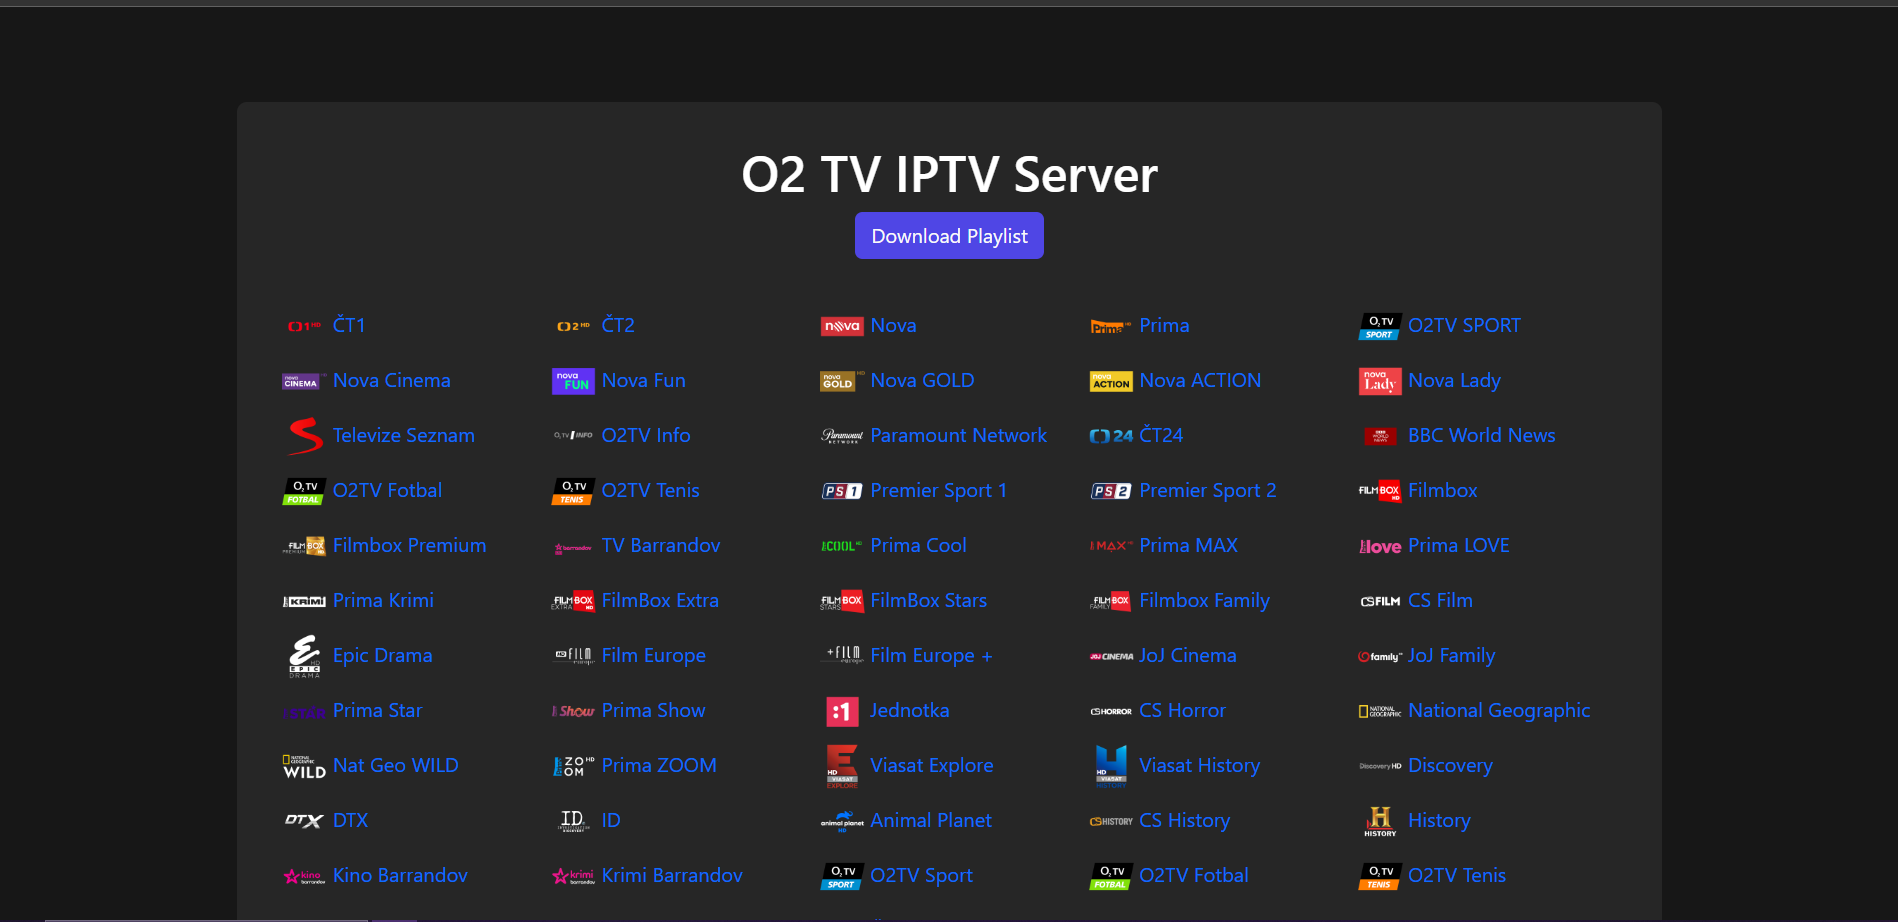 O2 TV IPTV Server
Download Playlist
ČT1 ČT2 Nova Prima O2TV SPORT
Nova Cinema Nova Fun Nova GOLD Nova ACTION Nova Lady
Televize Seznam O2TV Info Paramount Network ČT24 BBC World News
O2TV Fotbal O2TV Tenis Premier Sport 1 Premier Sport 2 Filmbox
Filmbox Premium TV Barrandov Prima Cool Prima MAX Prima LOVE
Prima Krimi FilmBox Extra FilmBox Stars Filmbox Family CS Film
Epic Drama Film Europe Film Europe + JoJ Cinema JoJ Family
Prima Star Prima Show Jednotka CS Horror National Geographic
Nat Geo WILD Prima ZOOM Viasat Explore Viasat History Discovery
DTX ID Animal Planet CS History History
Kino Barrandov Krimi Barrandov O2TV Sport O2TV Fotbal O2TV Tenis